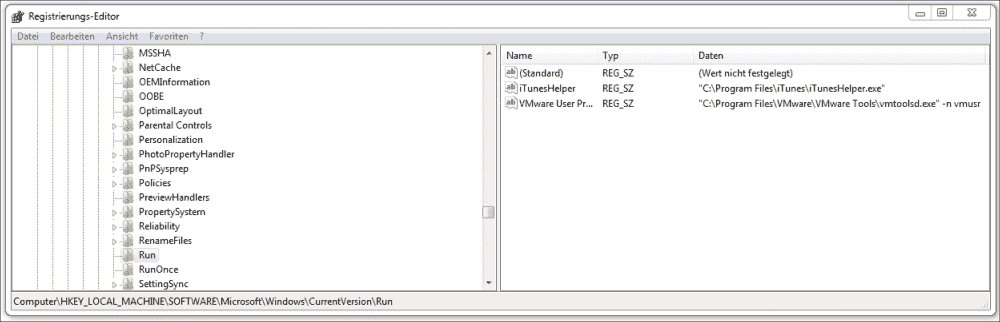 Registrierungs-Editor
Datei Bearbeiten Ansicht Favoriten ?
MSSHA
NetCache
OEMInformation
OOBE
OptimalLayout
Parental Controls
Personalization
PhotoPropertyHandler
PnPSysprep
Policies
PreviewHandlers
PropertySystem
Reliability
RenameFiles
Run
RunOnce
SettingSync
Name Typ Daten
(Standard) REG_SZ (Wert nicht festgelegt)
iTunesHelper REG_SZ "C:\Program Files\iTunes\iTunesHelper.exe"
VMware User Pr... REG_SZ "C:\Program Files\VMware\VMware Tools\vmtoolsd.exe" -n vmusr
Computer\HKEY_LOCAL_MACHINE\SOFTWARE\Microsoft\Windows\CurrentVersion\Run